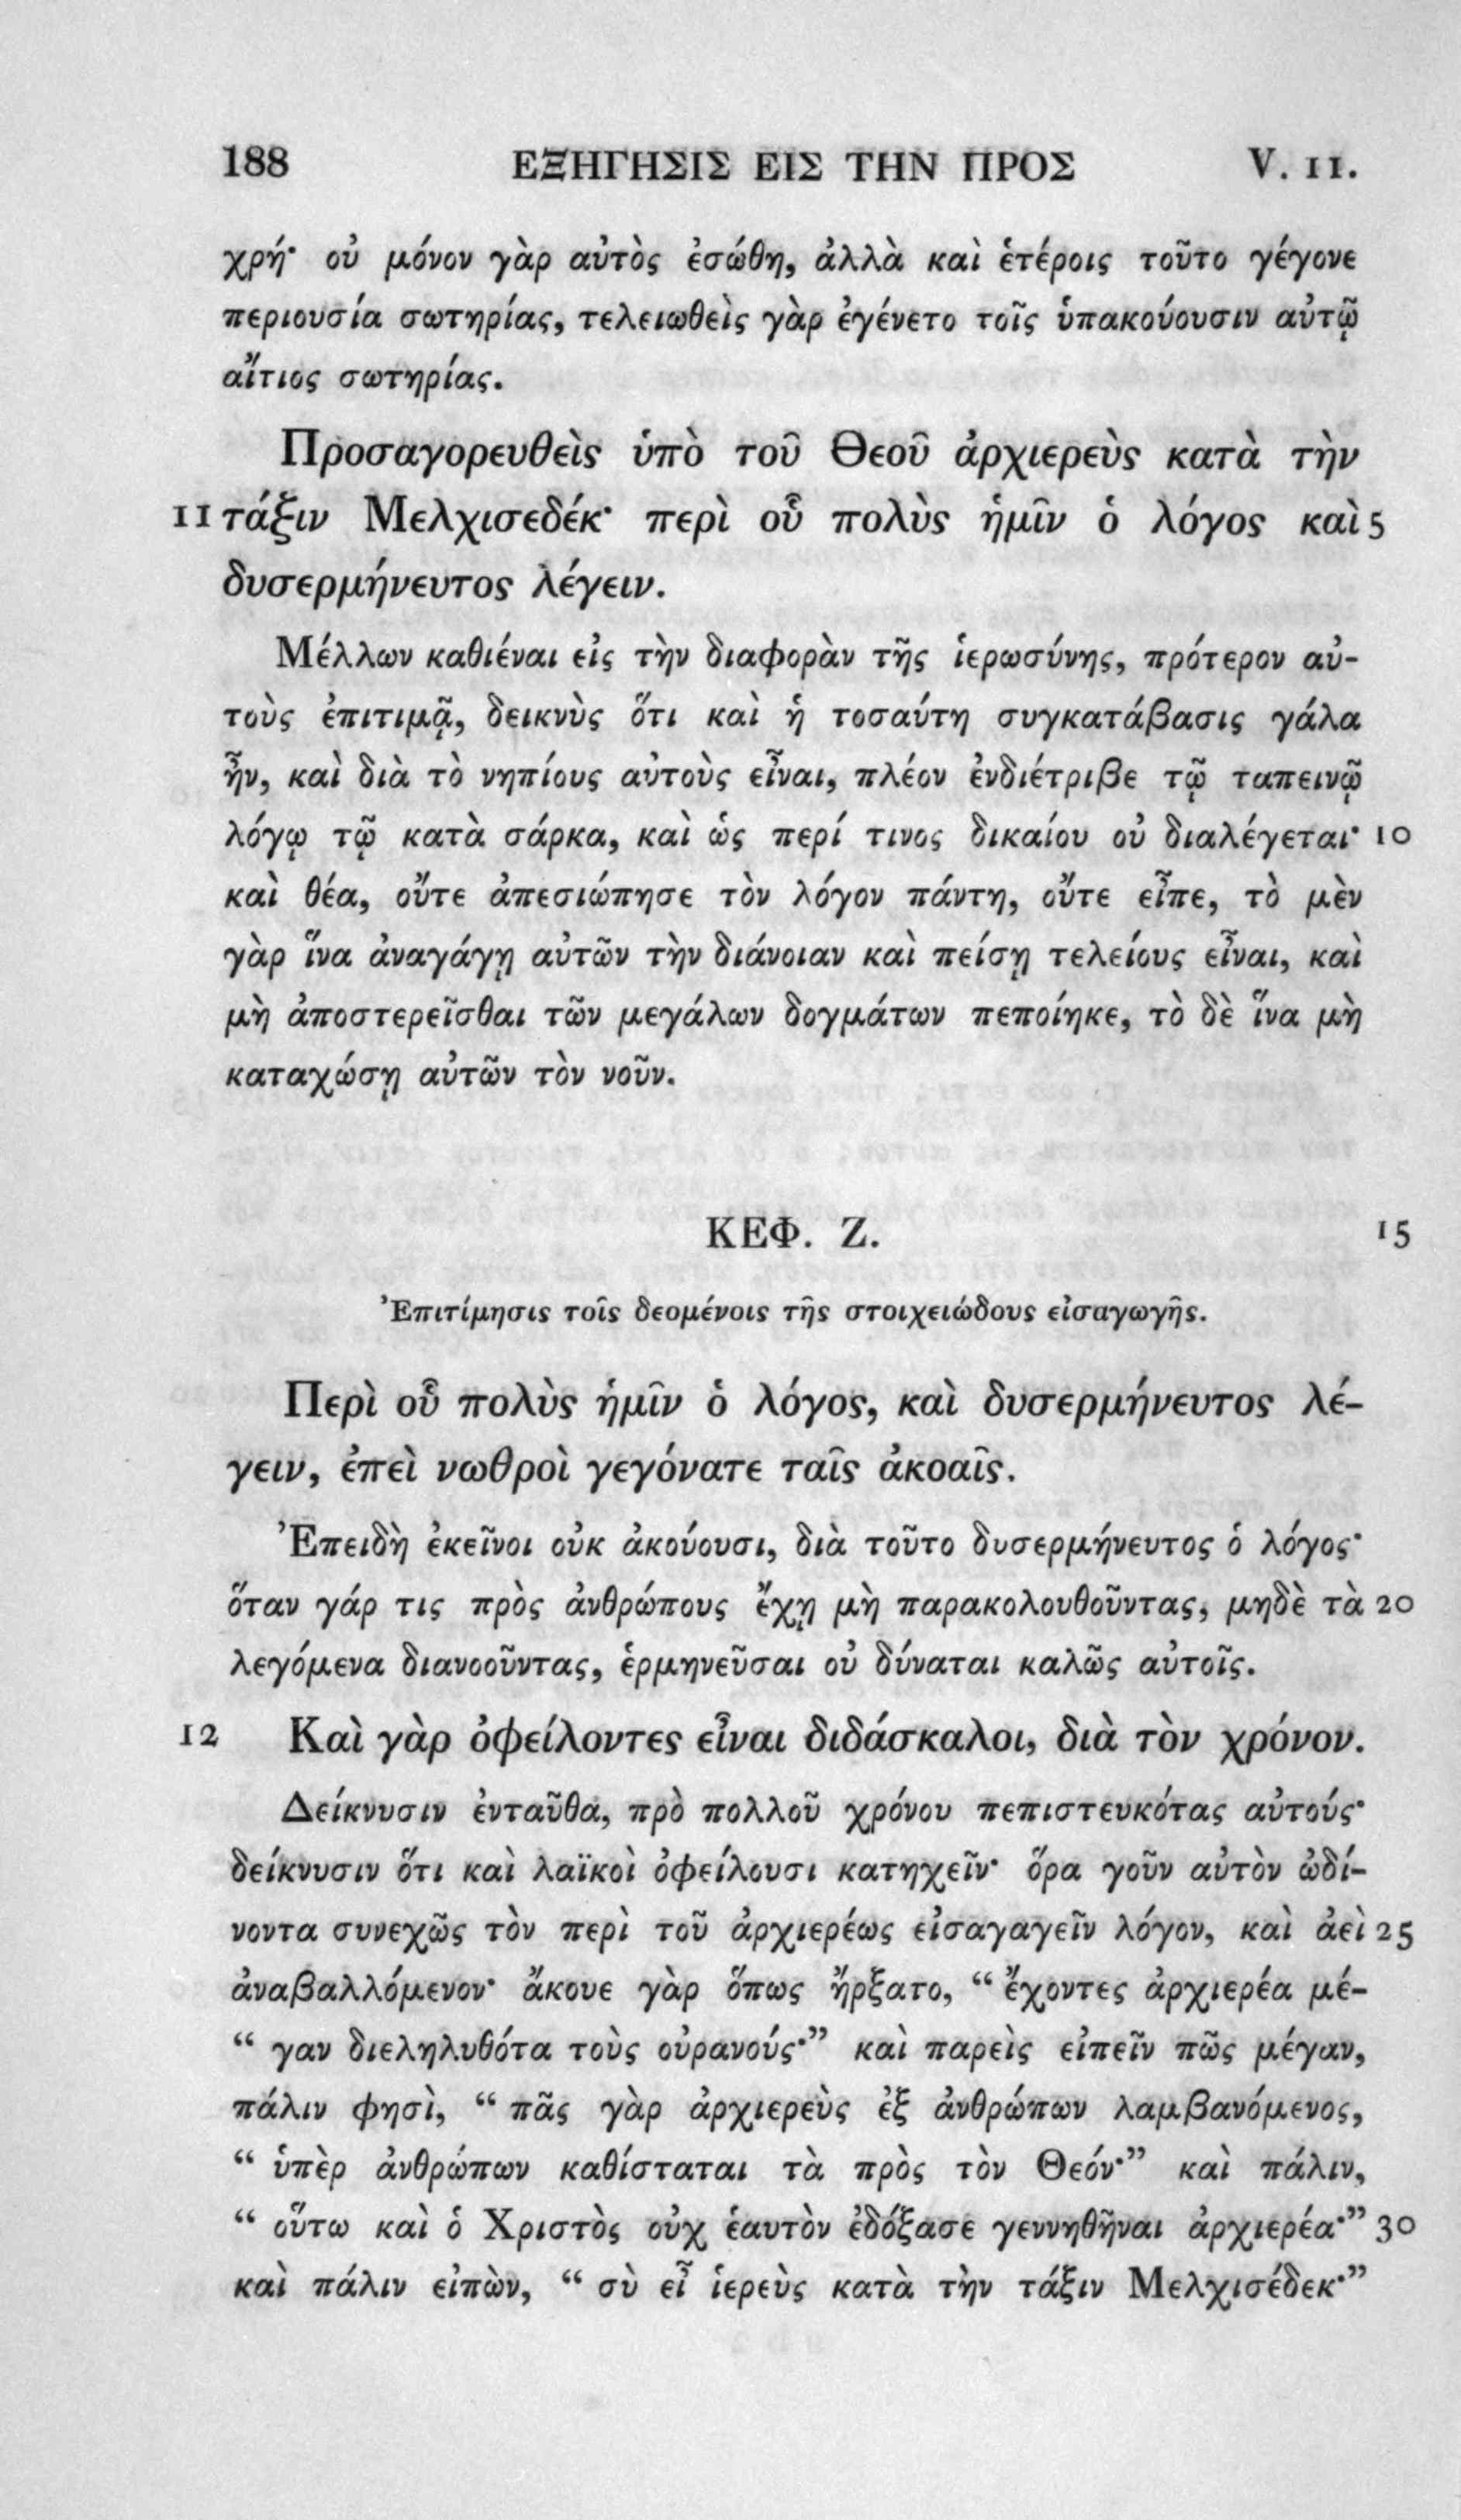 188 ΕΞΗΓΗΣΙΣ ΕΙΣ ΤΗΝ ΠΡΟΣ V. 11.
χρή· οὐ μόνον γὰρ αὐτὸς ἐσώθη, ἀλλὰ καὶ ἑτέροις τοῦτο γέγονε
περιουσία σωτηρίας, τελειωθεὶς γὰρ ἐγένετο τοῖς ὑπακούουσιν αὐτῷ
αἴτιος σωτηρίας.
Προσαγορευθεὶς ὑπὸ τοῦ Θεοῦ ἀρχιερεὺς κατὰ τὴν
11 τάξιν Μελχισεδέκ· περὶ οὗ πολὺς ἡμῖν ὁ λόγος καὶ 5
δυσερμήνευτος λέγειν.
Μέλλων καθιέναι εἰς τὴν διαφορὰν τῆς ἱερωσύνης, πρότερον αὐ-
τοὺς ἐπιτιμᾷ, δεικνὺς ὅτι καὶ ἡ τοσαύτη συγκατάβασις γάλα
ἦν, καὶ διὰ τὸ νηπίους αὐτοὺς εἶναι, πλέον ἐνδιέτριβε τῷ ταπεινῷ
λόγῳ τῷ κατὰ σάρκα, καὶ ὡς περί τινος δικαίου οὐ διαλέγεται· 10
καὶ θέα, οὔτε ἀπεσιώπησε τὸν λόγον πάντη, οὔτε εἶπε, τὸ μὲν
γὰρ ἵνα ἀναγάγῃ αὐτῶν τὴν διάνοιαν καὶ πείσῃ τελείους εἶναι, καὶ
μὴ ἀποστερεῖσθαι τῶν μεγάλων δογμάτων πεποίηκε, τὸ δὲ ἵνα μὴ
καταχώσῃ αὐτῶν τὸν νοῦν.
ΚΕΦ. Ζ. 15
Ἐπιτίμησις τοῖς δεομένοις τῆς στοιχειώδους εἰσαγωγῆς.
Περὶ οὗ πολὺς ἡμῖν ὁ λόγος, καὶ δυσερμήνευτος λέ-
γειν, ἐπεὶ νωθροὶ γεγόνατε ταῖς ἀκοαῖς.
Ἐπειδὴ ἐκεῖνοι οὐκ ἀκούουσι, διὰ τοῦτο δυσερμήνευτος ὁ λόγος·
ὅταν γάρ τις πρὸς ἀνθρώπους ἔχῃ μὴ παρακολουθοῦντας, μηδὲ τὰ 20
λεγόμενα διανοοῦντας, ἑρμηνεῦσαι οὐ δύναται καλῶς αὐτοῖς.
12 Καὶ γὰρ ὀφείλοντες εἶναι διδάσκαλοι, διὰ τὸν χρόνον.
Δείκνυσιν ἐνταῦθα, πρὸ πολλοῦ χρόνου πεπιστευκότας αὐτούς·
δείκνυσιν ὅτι καὶ λαϊκοὶ ὀφείλουσι κατηχεῖν· ὅρα γοῦν αὐτὸν ὠδί-
νοντα συνεχῶς τὸν περὶ τοῦ ἀρχιερέως εἰσαγαγεῖν λόγον, καὶ ἀεὶ 25
ἀναβαλλόμενον· ἄκουε γὰρ ὅπως ἤρξατο, “ ἔχοντες ἀρχιερέα μέ-
“ γαν διεληλυθότα τοὺς οὐρανούς·” καὶ παρεὶς εἰπεῖν πῶς μέγαν,
πάλιν φησὶ, “ πᾶς γὰρ ἀρχιερεὺς ἐξ ἀνθρώπων λαμβανόμενος,
“ ὑπὲρ ἀνθρώπων καθίσταται τὰ πρὸς τὸν Θεόν·” καὶ πάλιν,
“ οὕτω καὶ ὁ Χριστὸς οὐχ ἑαυτὸν ἐδόξασε γεννηθῆναι ἀρχιερέα·” 30
καὶ πάλιν εἰπὼν, “ σὺ εἶ ἱερεὺς κατὰ τὴν τάξιν Μελχισέδεκ·”